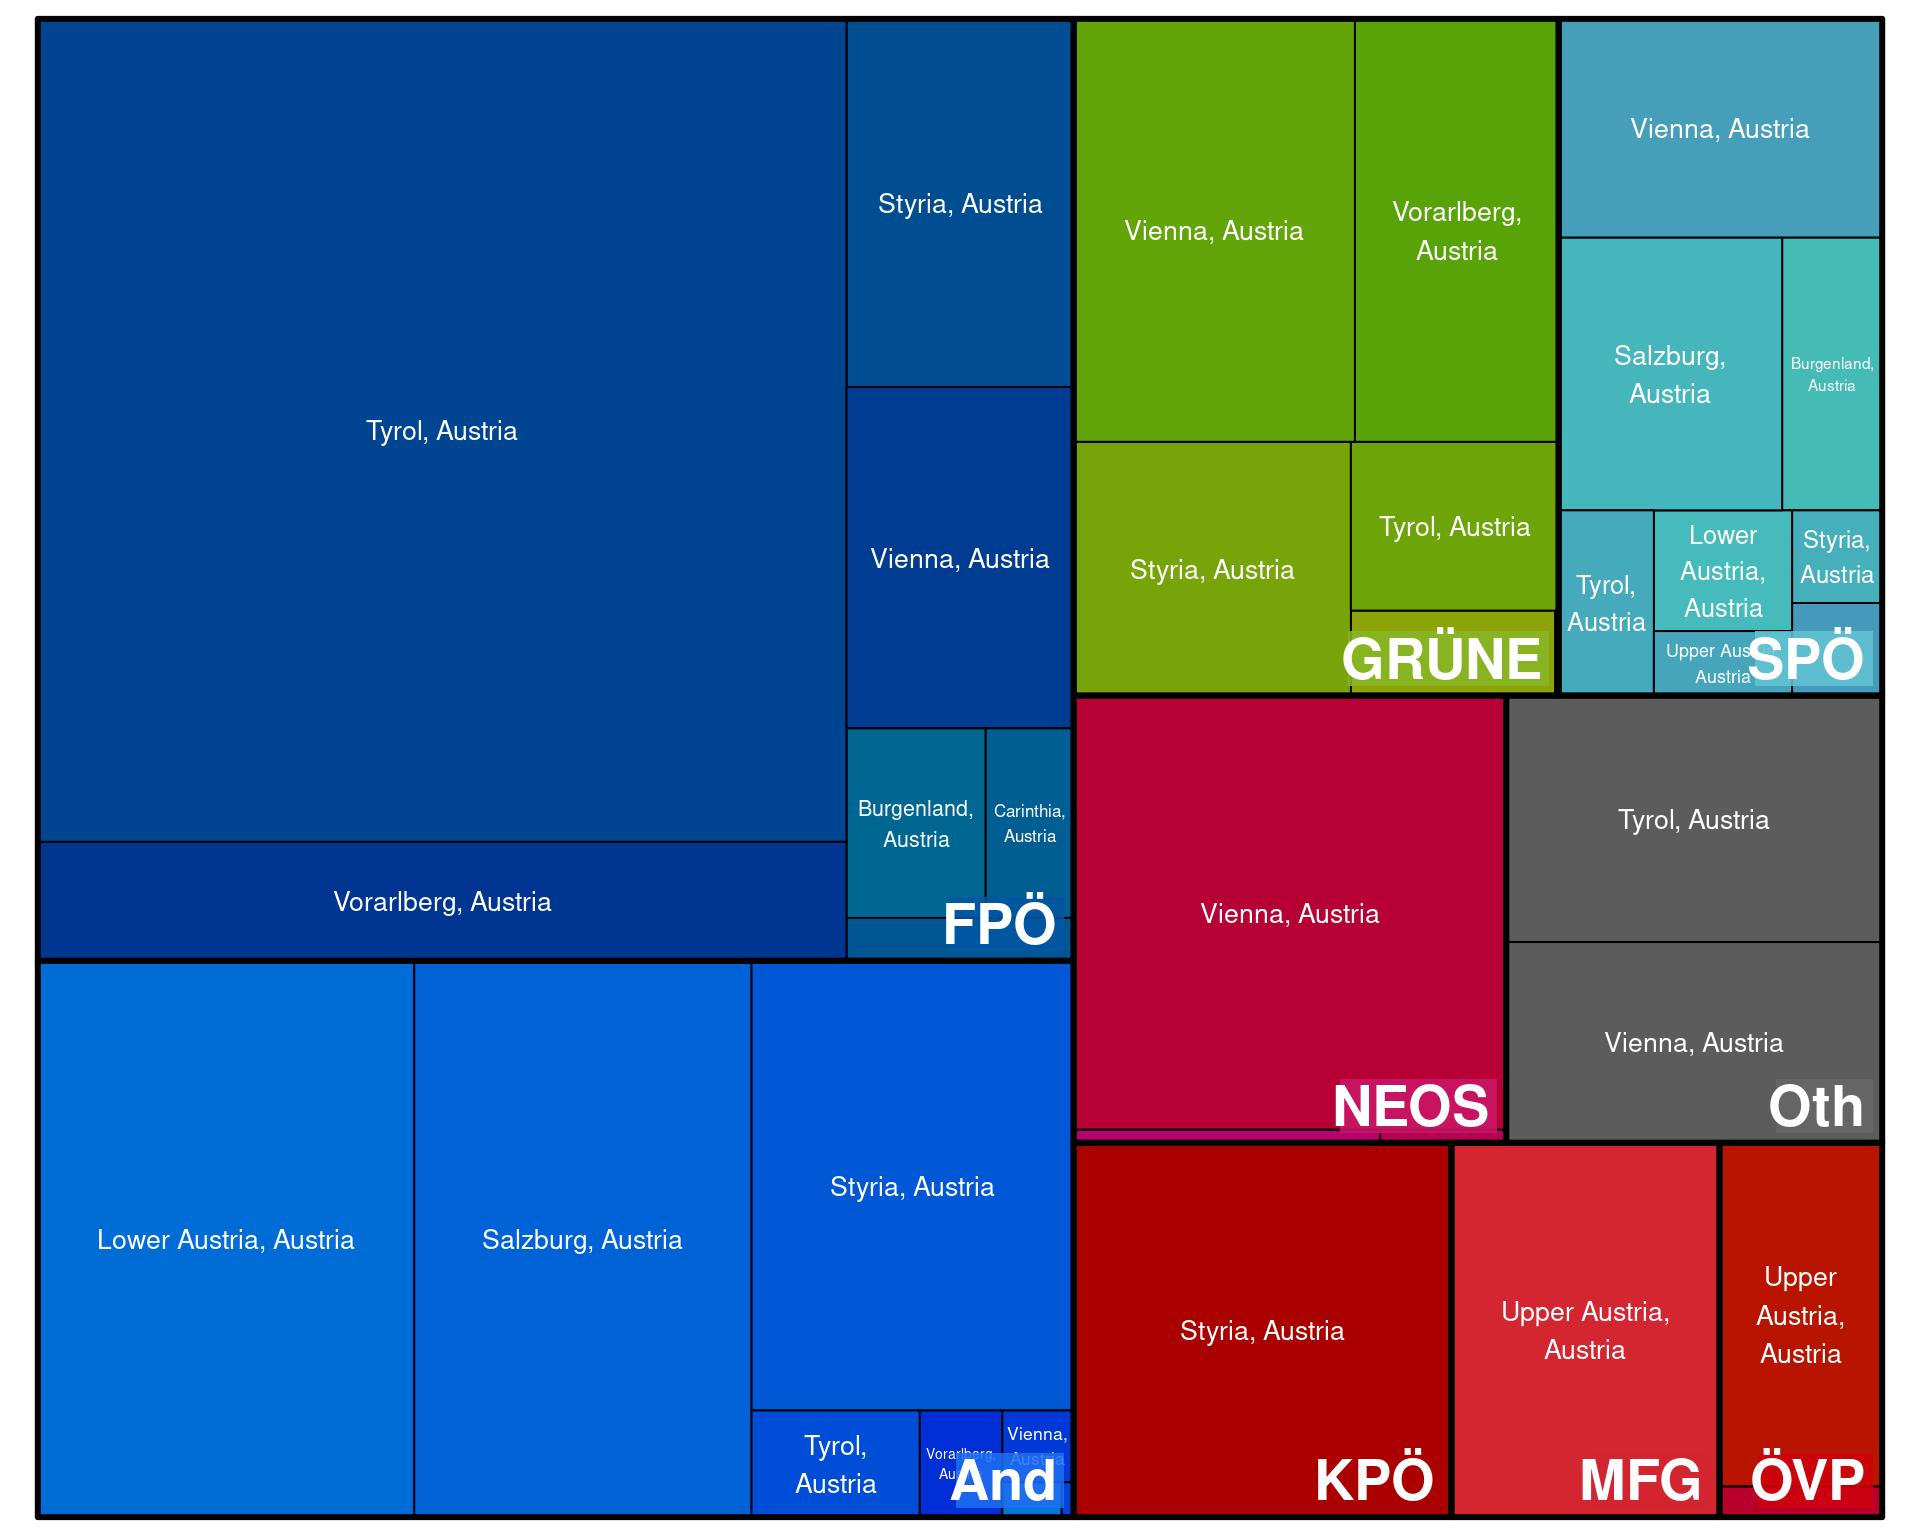 Tyrol, Austria
Styria, Austria
Vienna, Austria
Burgenland,
Austria
Carinthia,
Austria
Vorarlberg, Austria
FPÖ
Lower Austria, Austria
Salzburg, Austria
Styria, Austria
Tyrol,
Austria
Vorarlberg,
Vienna,
Austria
And
Vienna, Austria
Vorarlberg,
Austria
Styria, Austria
Tyrol, Austria
GRÜNE
Vienna, Austria
Salzburg,
Austria
Burgenland,
Austria
Tyrol,
Austria
Lower
Austria,
Austria
Styria,
Austria
Upper Aus
Austria
SPÖ
Vienna, Austria
NEOS
Tyrol, Austria
Vienna, Austria
Oth
Styria, Austria
KPÖ
Upper Austria,
Austria
MFG
Upper
Austria,
Austria
ÖVP